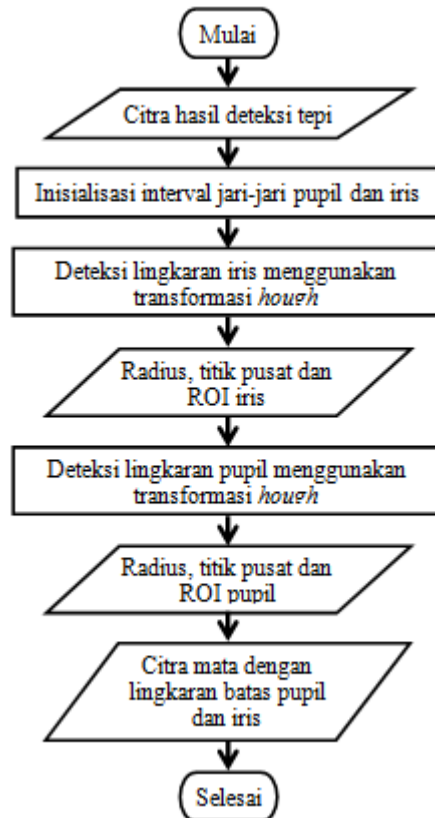 Mulai
Citra hasil deteksi tepi
Inisialisasi interval jari-jari pupil dan iris
Deteksi lingkaran iris menggunakan
transformasi hough
Radius, titik pusat dan
ROI iris
Deteksi lingkaran pupil menggunakan
transformasi hough
Radius, titik pusat dan
ROI pupil
Citra mata dengan
lingkaran batas pupil
dan iris
Selesai